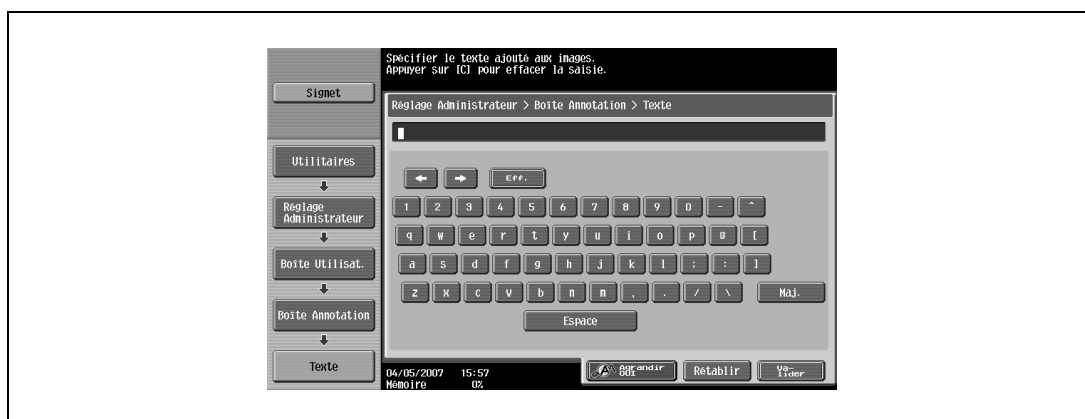 Spécifier le texte ajouté aux images.
Appuyer sur [C] pour effacer la saisie.
Signet
Réglage Administrateur > Boîte Annotation > Texte
Utilitaires
Réglage
Administrateur
Boîte Utilisat.
Boîte Annotation
Texte
Eff.
1 2 3 4 5 6 7 8 9 0 - ^
q w e r t y u i o p @ [
a s d f g h j k l ; : ]
z x c v b n m , . / \ Maj.
Espace
04/05/2007 15:57
Mémoire 0%
Agrandir
001
Rétablir
Va-
lider